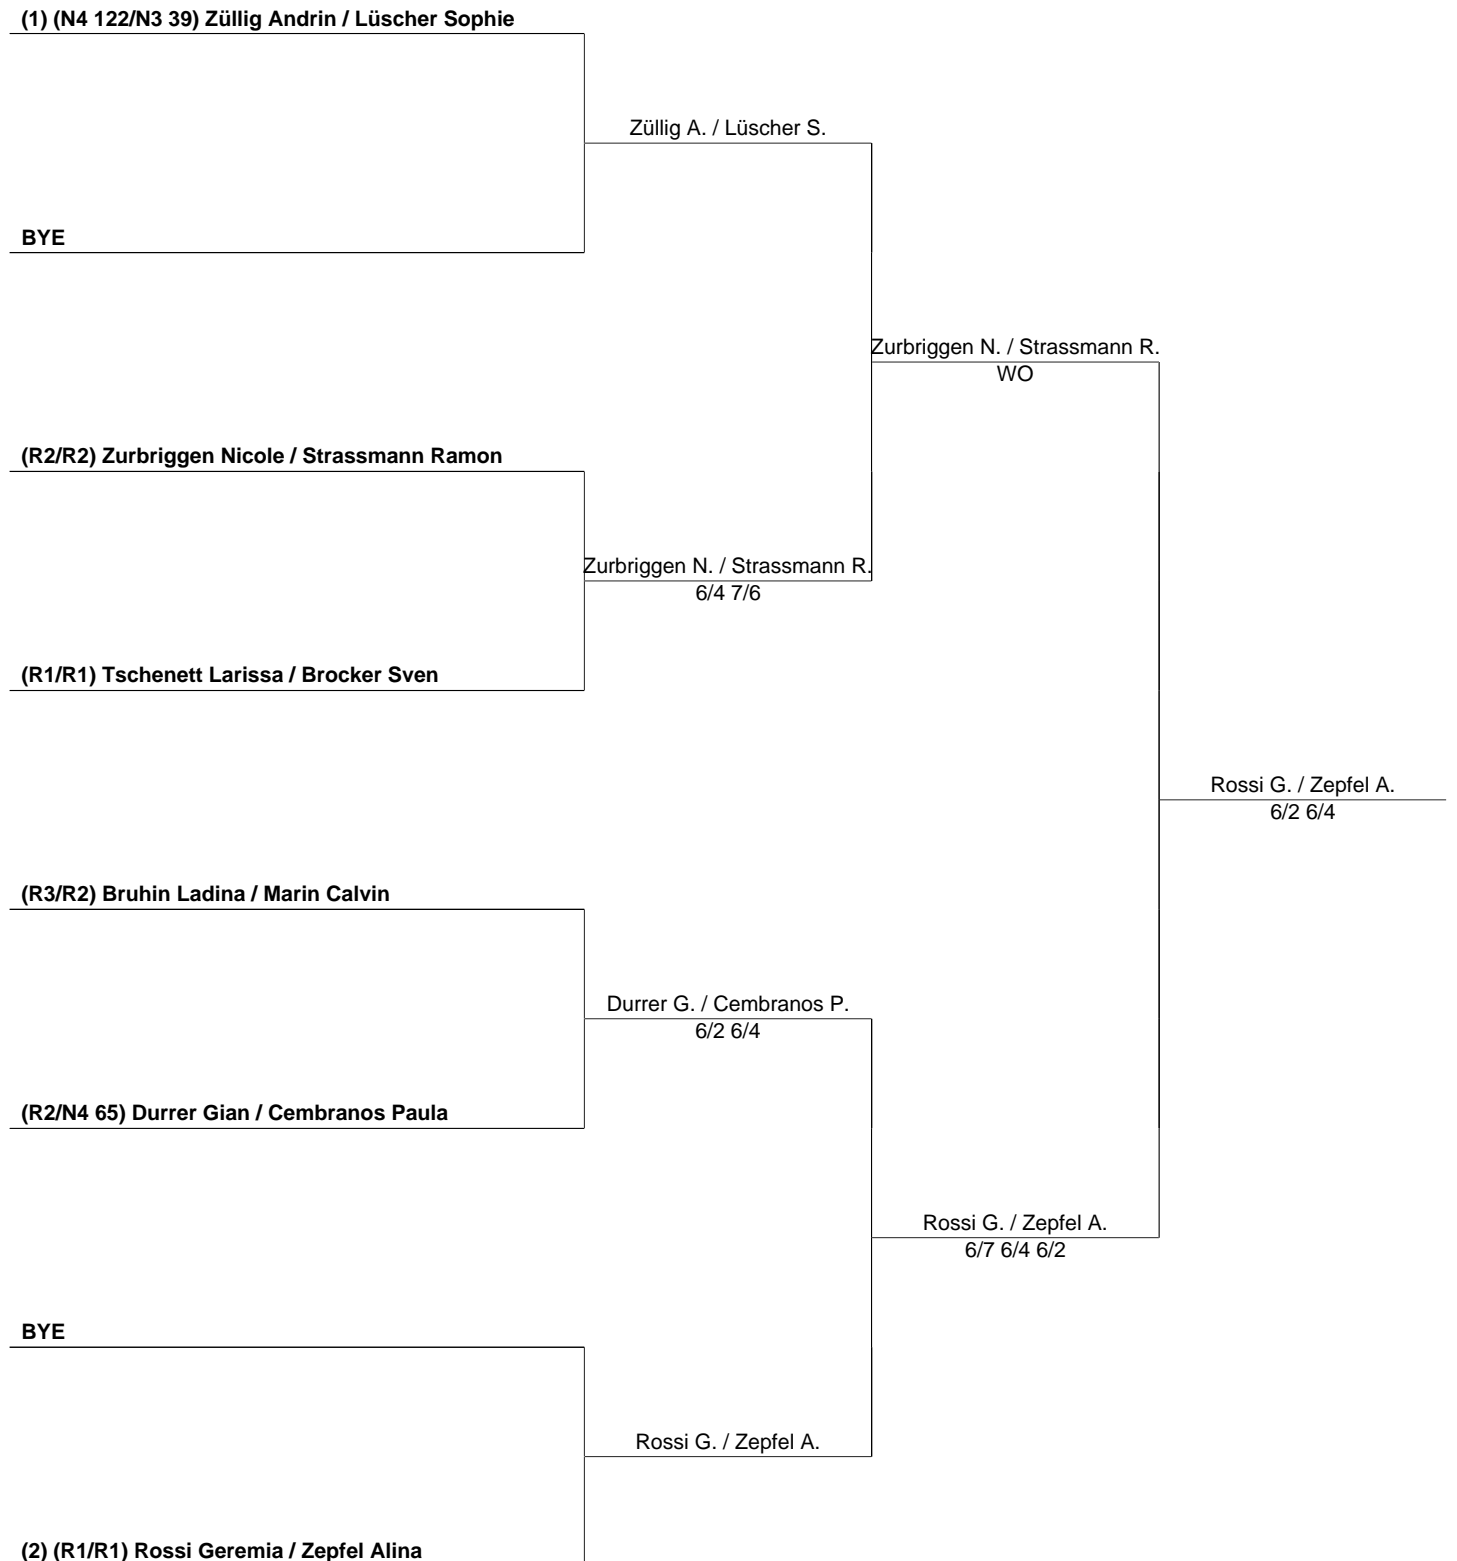 (1) (N4 122/N3 39) Züllig Andrin / Lüscher Sophie
Züllig A. / Lüscher S.
BYE
Zurbriggen N. / Strassmann R.
WO
(R2/R2) Zurbriggen Nicole / Strassmann Ramon
Zurbriggen N. / Strassmann R.
6/4 7/6
(R1/R1) Tschenett Larissa / Brocker Sven
Rossi G. / Zepfel A.
6/2 6/4
(R3/R2) Bruhin Ladina / Marin Calvin
Durrer G. / Cembranos P.
6/2 6/4
(R2/N4 65) Durrer Gian / Cembranos Paula
Rossi G. / Zepfel A.
6/7 6/4 6/2
BYE
Rossi G. / Zepfel A.
(2) (R1/R1) Rossi Geremia / Zepfel Alina